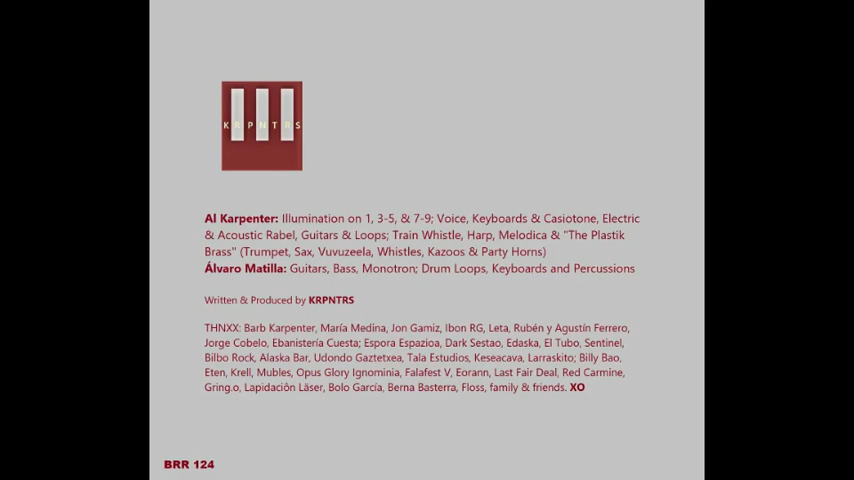 KRPNTRS
Al Karpenter: Illumination on 1, 3-5, & 7-9; Voice, Keyboards & Casiotone, Electric
& Acoustic Rabel, Guitars & Loops; Train Whistle, Harp, Melodica & "The Plastik
Brass" (Trumpet, Sax, Vuvuzeela, Whistles, Kazoos & Party Horns)
Álvaro Matilla: Guitars, Bass, Monotron; Drum Loops, Keyboards and Percussions
Written & Produced by KRPNTRS
THNXX: Barb Karpenter, María Medina, Jon Gamiz, Ibon RG, Leta, Rubén y Agustín Ferrero,
Jorge Cobelo, Ebanistería Cuesta; Espora Espazioa, Dark Sestao, Edaska, El Tubo, Sentinel,
Bilbo Rock, Alaska Bar, Udondo Gaztetxea, Tala Estudios, Keseacava, Larraskito; Billy Bao,
Eten, Krell, Mubles, Opus Glory Ignominia, Falafest V, Eorann, Last Fair Deal, Red Carmine,
Gring.o, Lapidaciôn Läser, Bolo García, Berna Basterra, Floss, family & friends. XO
BRR 124